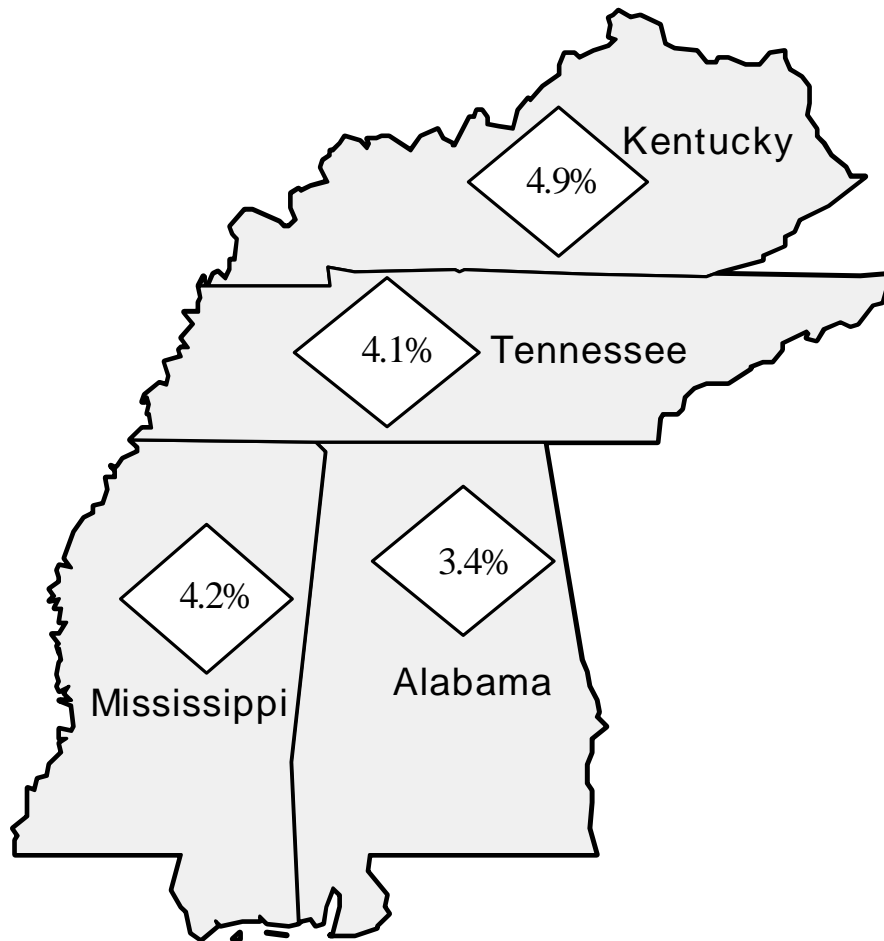 Kentucky
4.9%
4.1%
Tennessee
3.4%
4.2%
Alabama
Mississippi